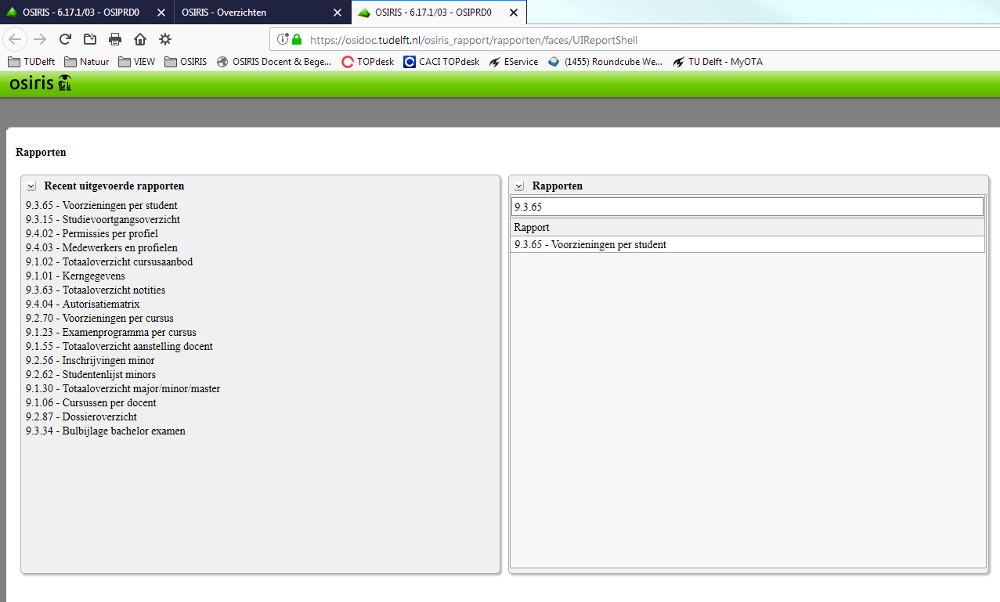 OSIRIS - 6.17.1/03 - OSIPRD0
OSIRIS - Overzichten
OSIRIS - 6.17.1/03 - OSIPRD0
https://osidoc.tudelft.nl/osiris_rapport/rapporten/faces/UIReportShell
TUDelft
Natuur
VIEW
OSIRIS
OSIRIS Docent & Bege...
TOPdesk
CACI TOPdesk
EService
(1455) Roundcube We...
TU Delft - MyOTA
osiris
Rapporten
Recent uitgevoerde rapporten
9.3.65 - Voorzieningen per student
9.3.15 - Studievoortgangsoverzicht
9.4.02 - Permissies per profiel
9.4.03 - Medewerkers en profielen
9.1.02 - Totaaloverzicht cursusaanbod
9.1.01 - Kerngegevens
9.3.63 - Totaaloverzicht notities
9.4.04 - Autorisatiematrix
9.2.70 - Voorzieningen per cursus
9.1.23 - Examenprogramma per cursus
9.1.55 - Totaaloverzicht aanstelling docent
9.2.56 - Inschrijvingen minor
9.2.62 - Studentenlijst minors
9.1.30 - Totaaloverzicht major/minor/master
9.1.06 - Cursussen per docent
9.2.87 - Dossieroverzicht
9.3.34 - Bulbijlage bachelor examen
Rapporten
9.3.65
Rapport
9.3.65 - Voorzieningen per student